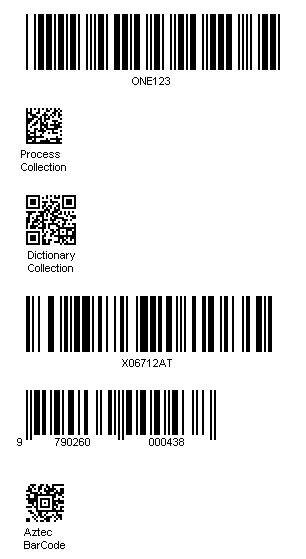 ONE123
Process
Collection
Dictionary
Collection
X06712AT
9 790260 000438
Aztec
BarCode